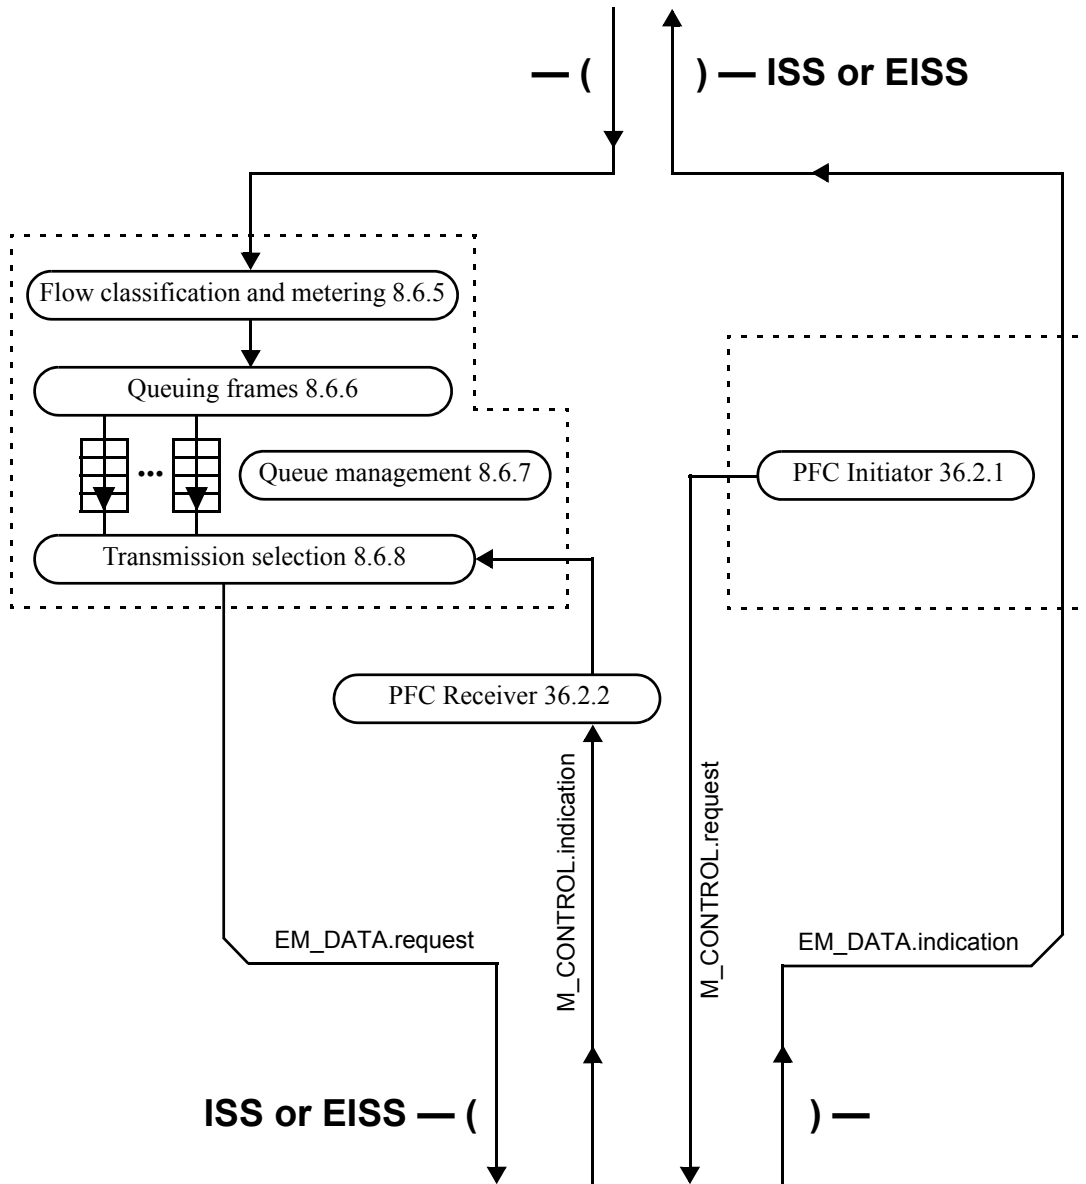 — ( ) — ISS or EISS
Flow classification and metering 8.6.5
Queuing frames 8.6.6
...
Queue management 8.6.7
PFC Initiator 36.2.1
Transmission selection 8.6.8
PFC Receiver 36.2.2
M_CONTROL.indication
M_CONTROL.request
EM_DATA.request
EM_DATA.indication
ISS or EISS — ( ) —